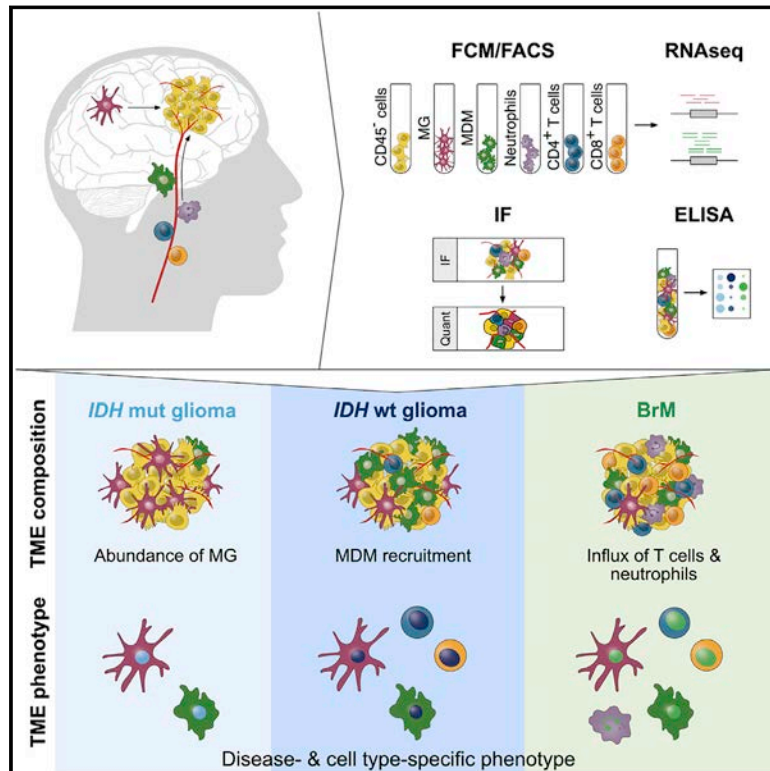 FCM/FACS
RNAseq
CD45⁻ cells
MG
MDM
Neutrophils
CD4⁺ T cells
CD8⁺ T cells
IF
ELISA
IF
Quant
IDH mut glioma
IDH wt glioma
BrM
TME composition
Abundance of MG
MDM recruitment
Influx of T cells &
neutrophils
TME phenotype
Disease- & cell type-specific phenotype